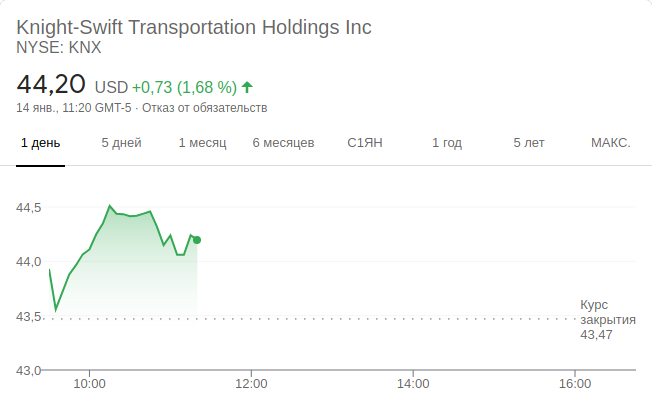 Knight-Swift Transportation Holdings Inc
NYSE: KNX
44,20 USD +0,73 (1,68 %)
14 янв., 11:20 GMT-5 · Отказ от обязательств
1 день 5 дней 1 месяц 6 месяцев С1ЯН 1 год 5 лет МАКС.
44,5
44,0
43,5
43,0
Курс
закрытия
43,47
10:00 12:00 14:00 16:00